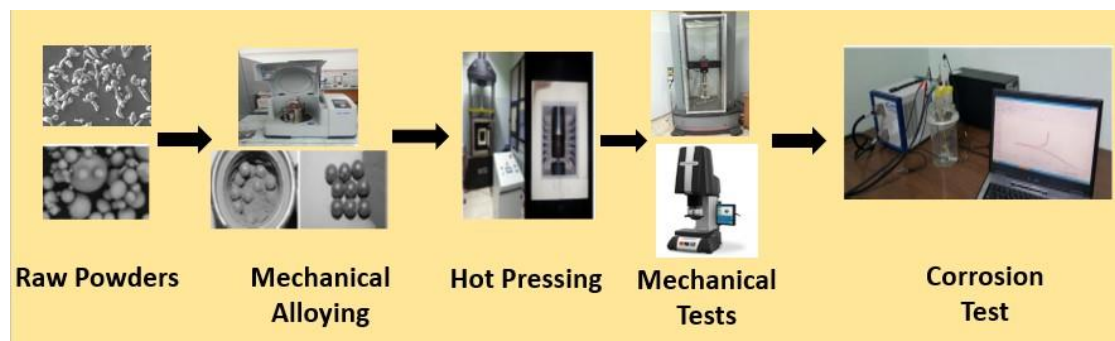 Raw Powders
Mechanical
Alloying
Hot Pressing
Mechanical
Tests
Corrosion
Test